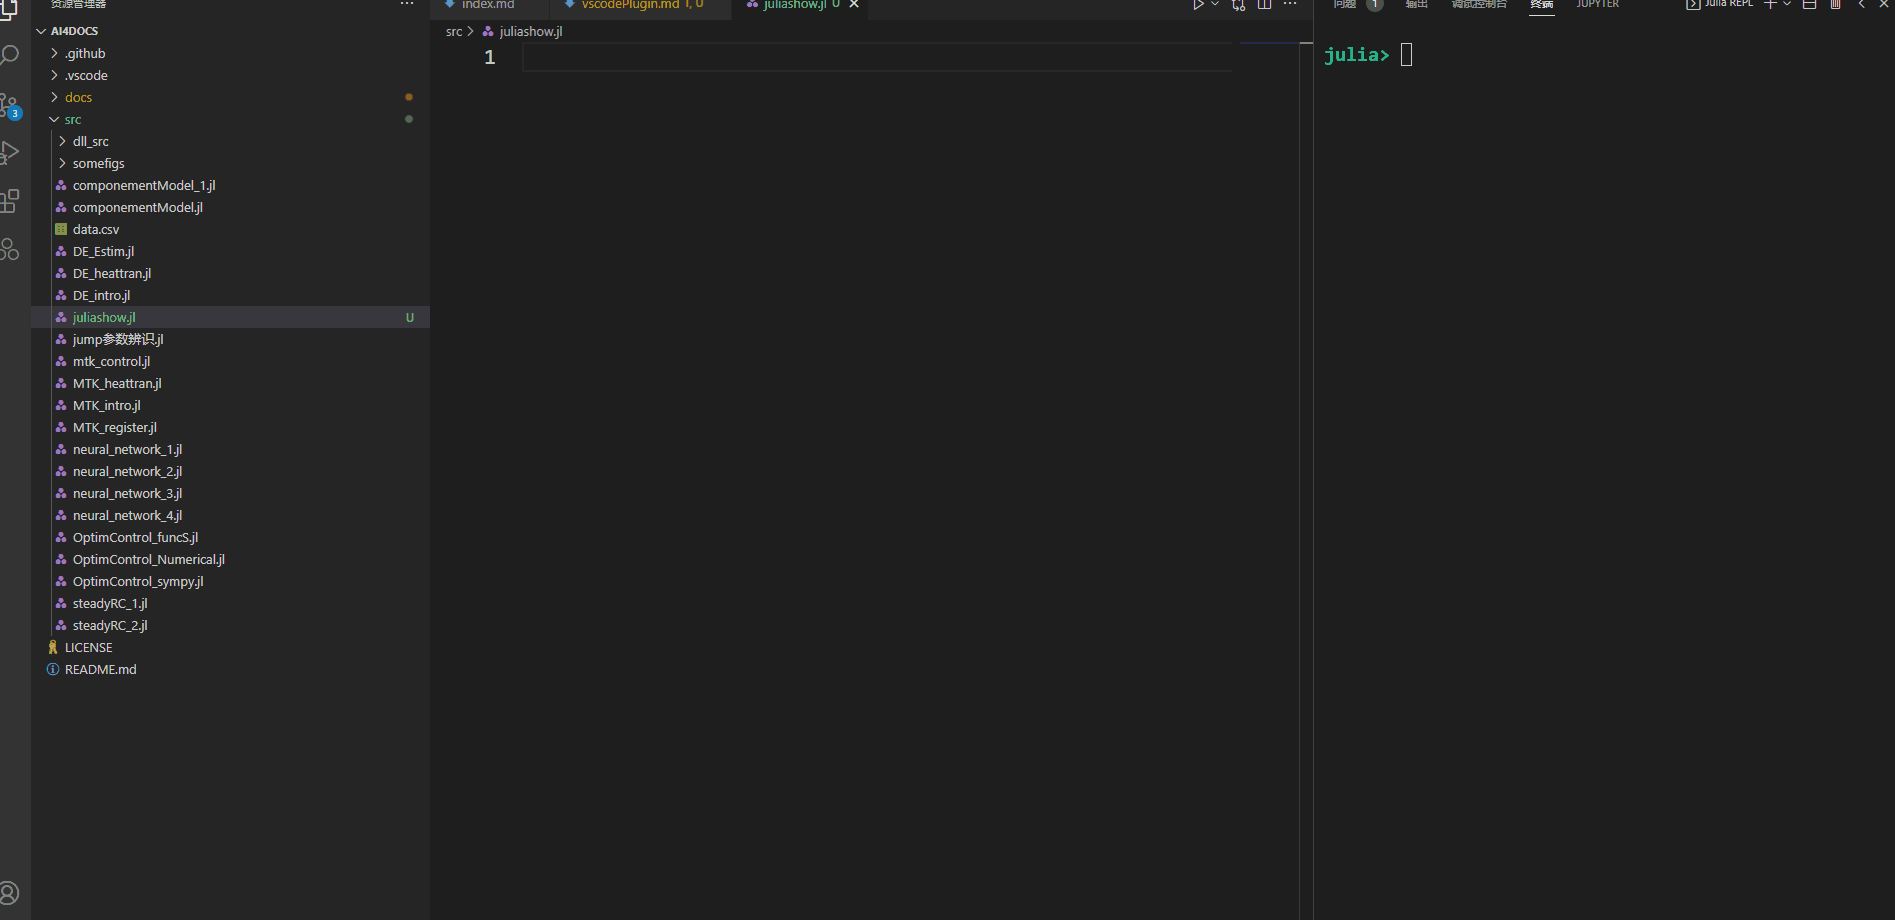 资源管理器
AI4DOCS
.github
.vscode
docs
src
dll_src
somefigs
componementModel_1.jl
componementModel.jl
data.csv
DE_Estim.jl
DE_heattran.jl
DE_intro.jl
juliashow.jl U
jump参数辨识.jl
mtk_control.jl
MTK_heattran.jl
MTK_intro.jl
MTK_register.jl
neural_network_1.jl
neural_network_2.jl
neural_network_3.jl
neural_network_4.jl
OptimControl_funcS.jl
OptimControl_Numerical.jl
OptimControl_sympy.jl
steadyRC_1.jl
steadyRC_2.jl
LICENSE
README.md
3
index.md
vscodePlugin.md 1, U
juliashow.jl U
src > juliashow.jl
1
问题 1 输出 调试控制台 终端 JUPYTER Julia REPL
julia>